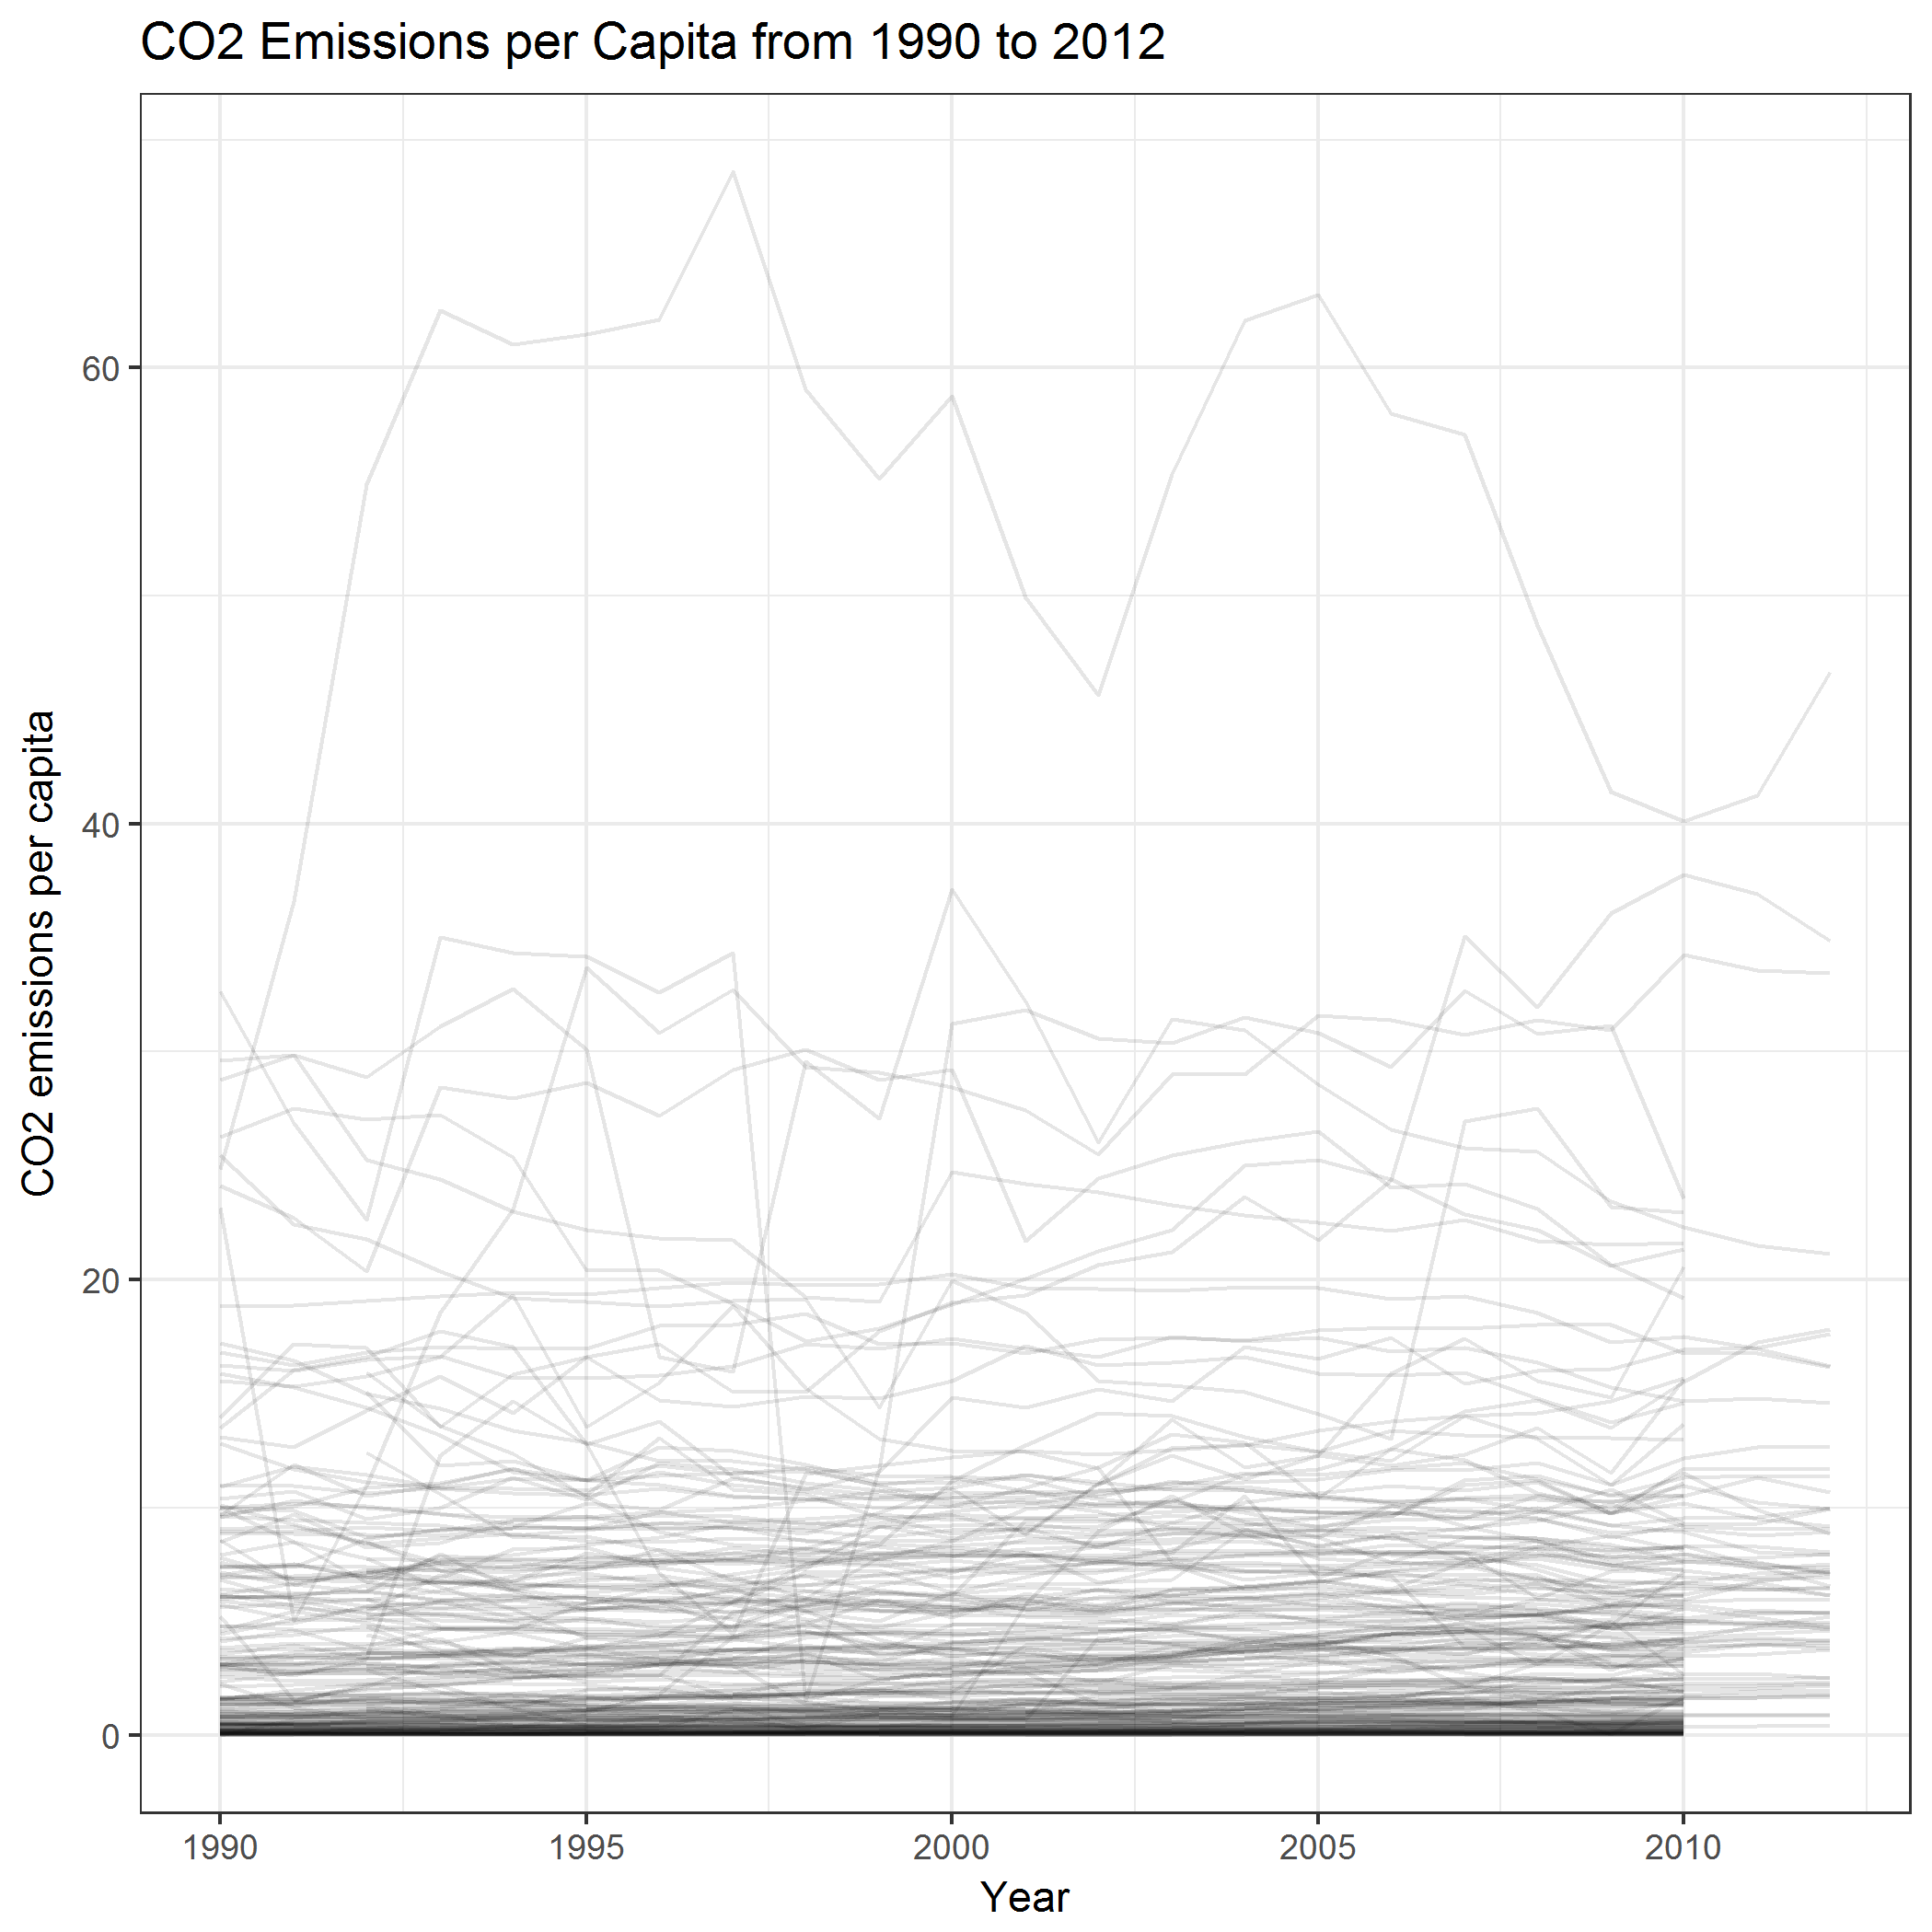 CO2 Emissions per Capita from 1990 to 2012
60
40
20
0
CO2 emissions per capita
1990 1995 2000 2005 2010
Year